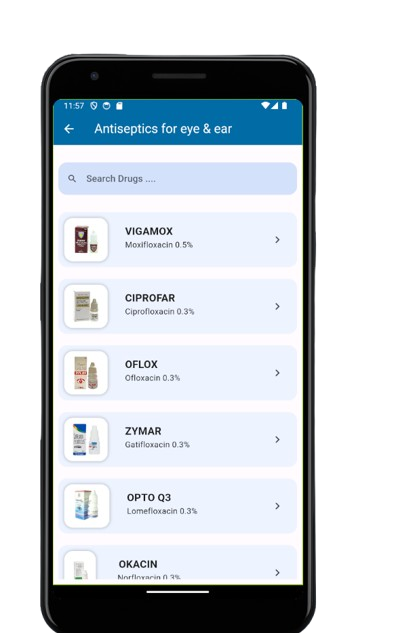 11:57
Antiseptics for eye & ear
Search Drugs ....
VIGAMOX
Moxifloxacin 0.5%
CIPROFAR
Ciprofloxacin 0.3%
OFLOX
Ofloxacin 0.3%
ZYMAR
Gatifloxacin 0.3%
OPTO Q3
Lomefloxacin 0.3%
OKACIN
Norfloxacin 0.3%